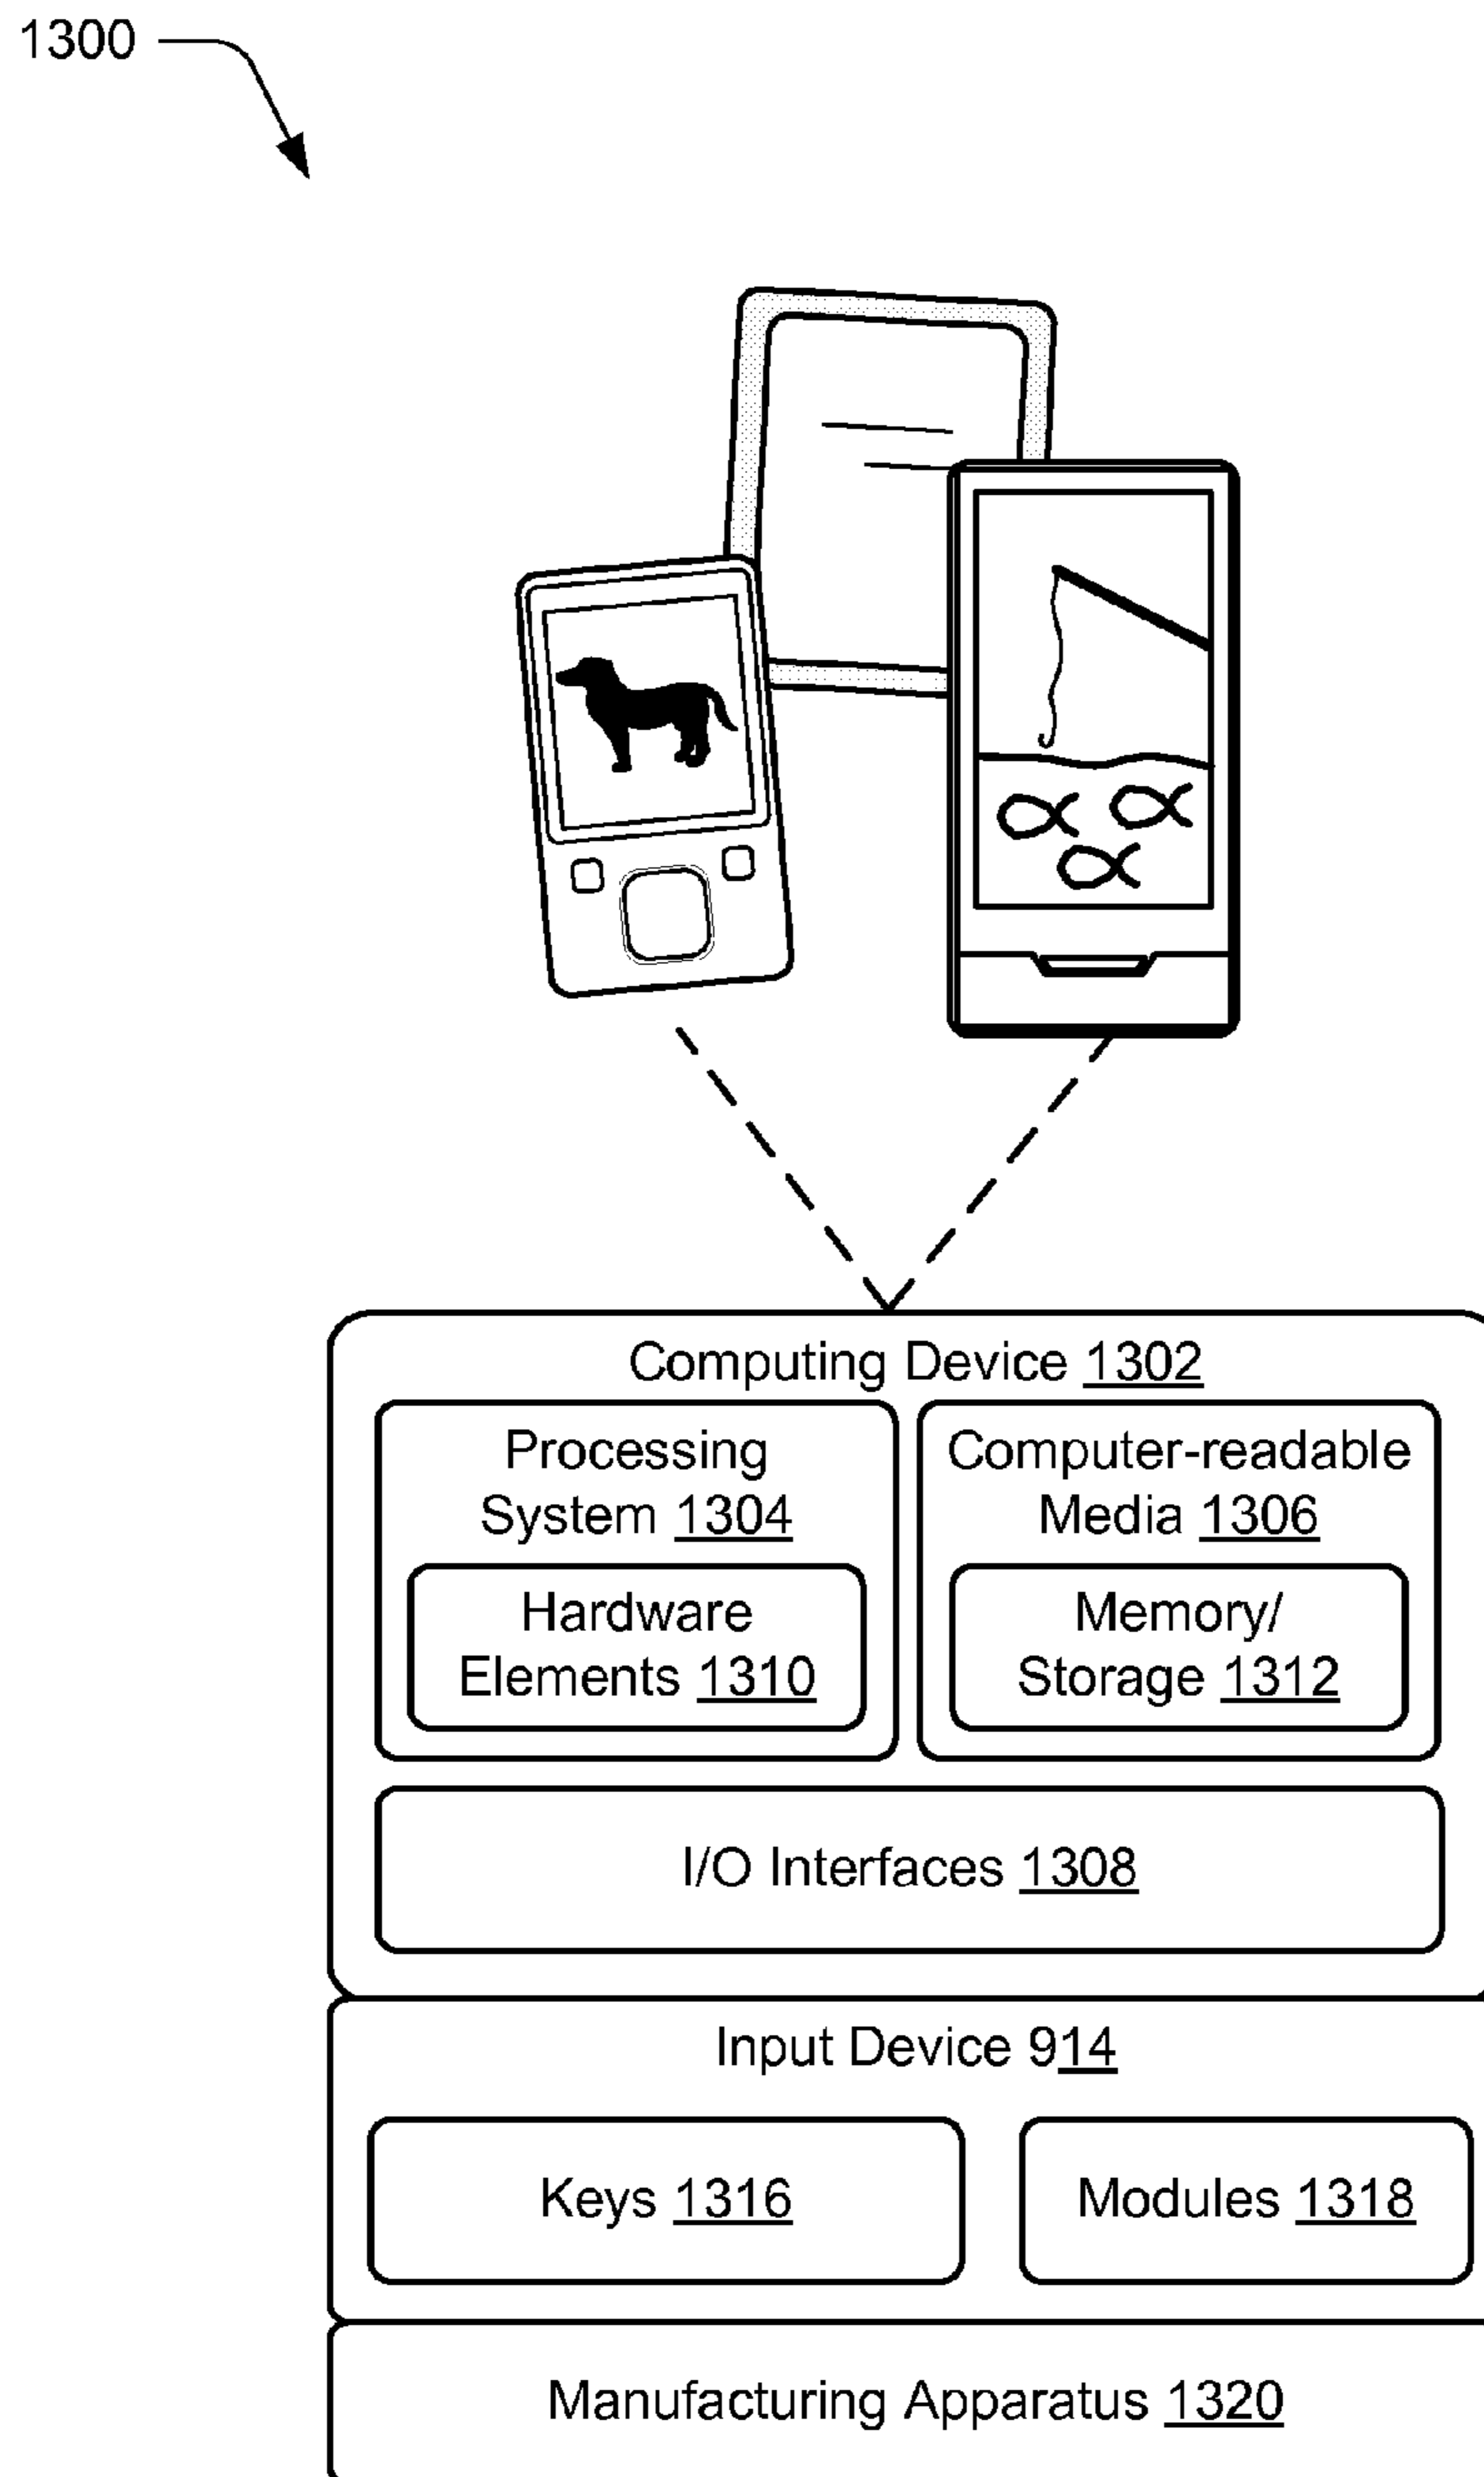 1300
Computing Device 1302
Processing
System 1304
Computer-readable
Media 1306
Hardware
Elements 1310
Memory/
Storage 1312
I/O Interfaces 1308
Input Device 914
Keys 1316
Modules 1318
Manufacturing Apparatus 1320